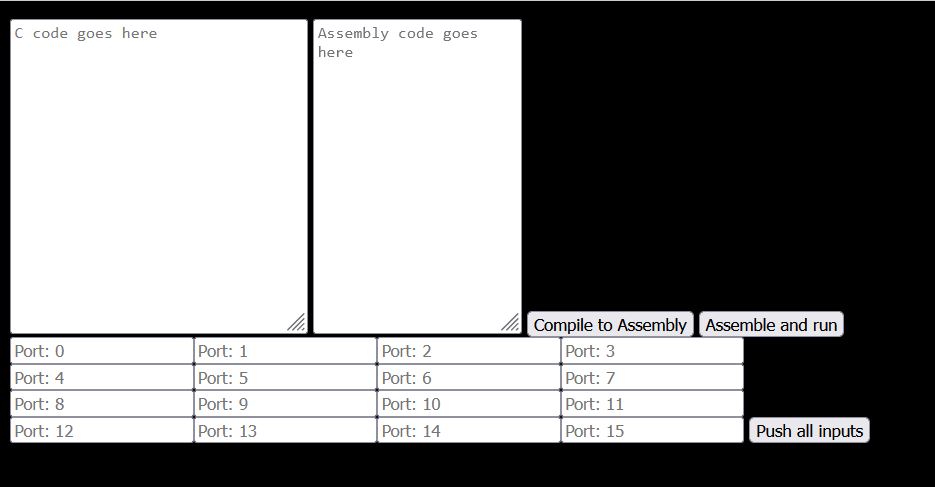 C code goes here
Assembly code goes
here
Compile to Assembly
Assemble and run
Port: 0
Port: 1
Port: 2
Port: 3
Port: 4
Port: 5
Port: 6
Port: 7
Port: 8
Port: 9
Port: 10
Port: 11
Port: 12
Port: 13
Port: 14
Port: 15
Push all inputs